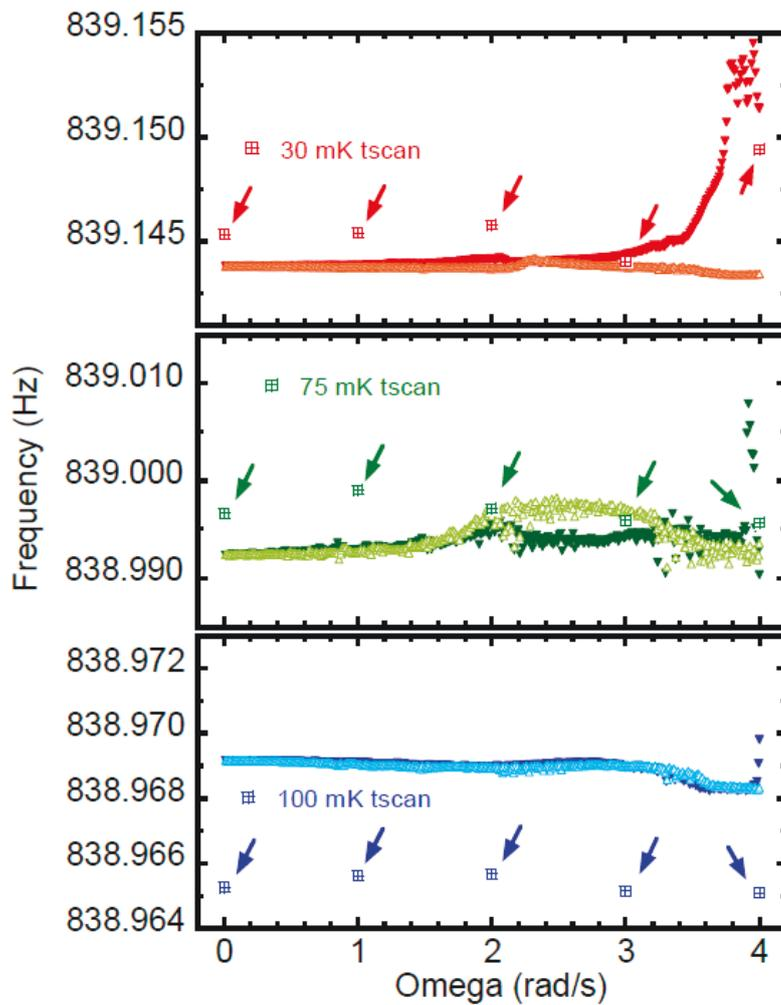 839.155
839.150
30 mK tscan
839.145
839.010
75 mK tscan
839.000
838.990
Frequency (Hz)
838.972
838.970
838.968
100 mK tscan
838.966
838.964
0 1 2 3 4
Omega (rad/s)